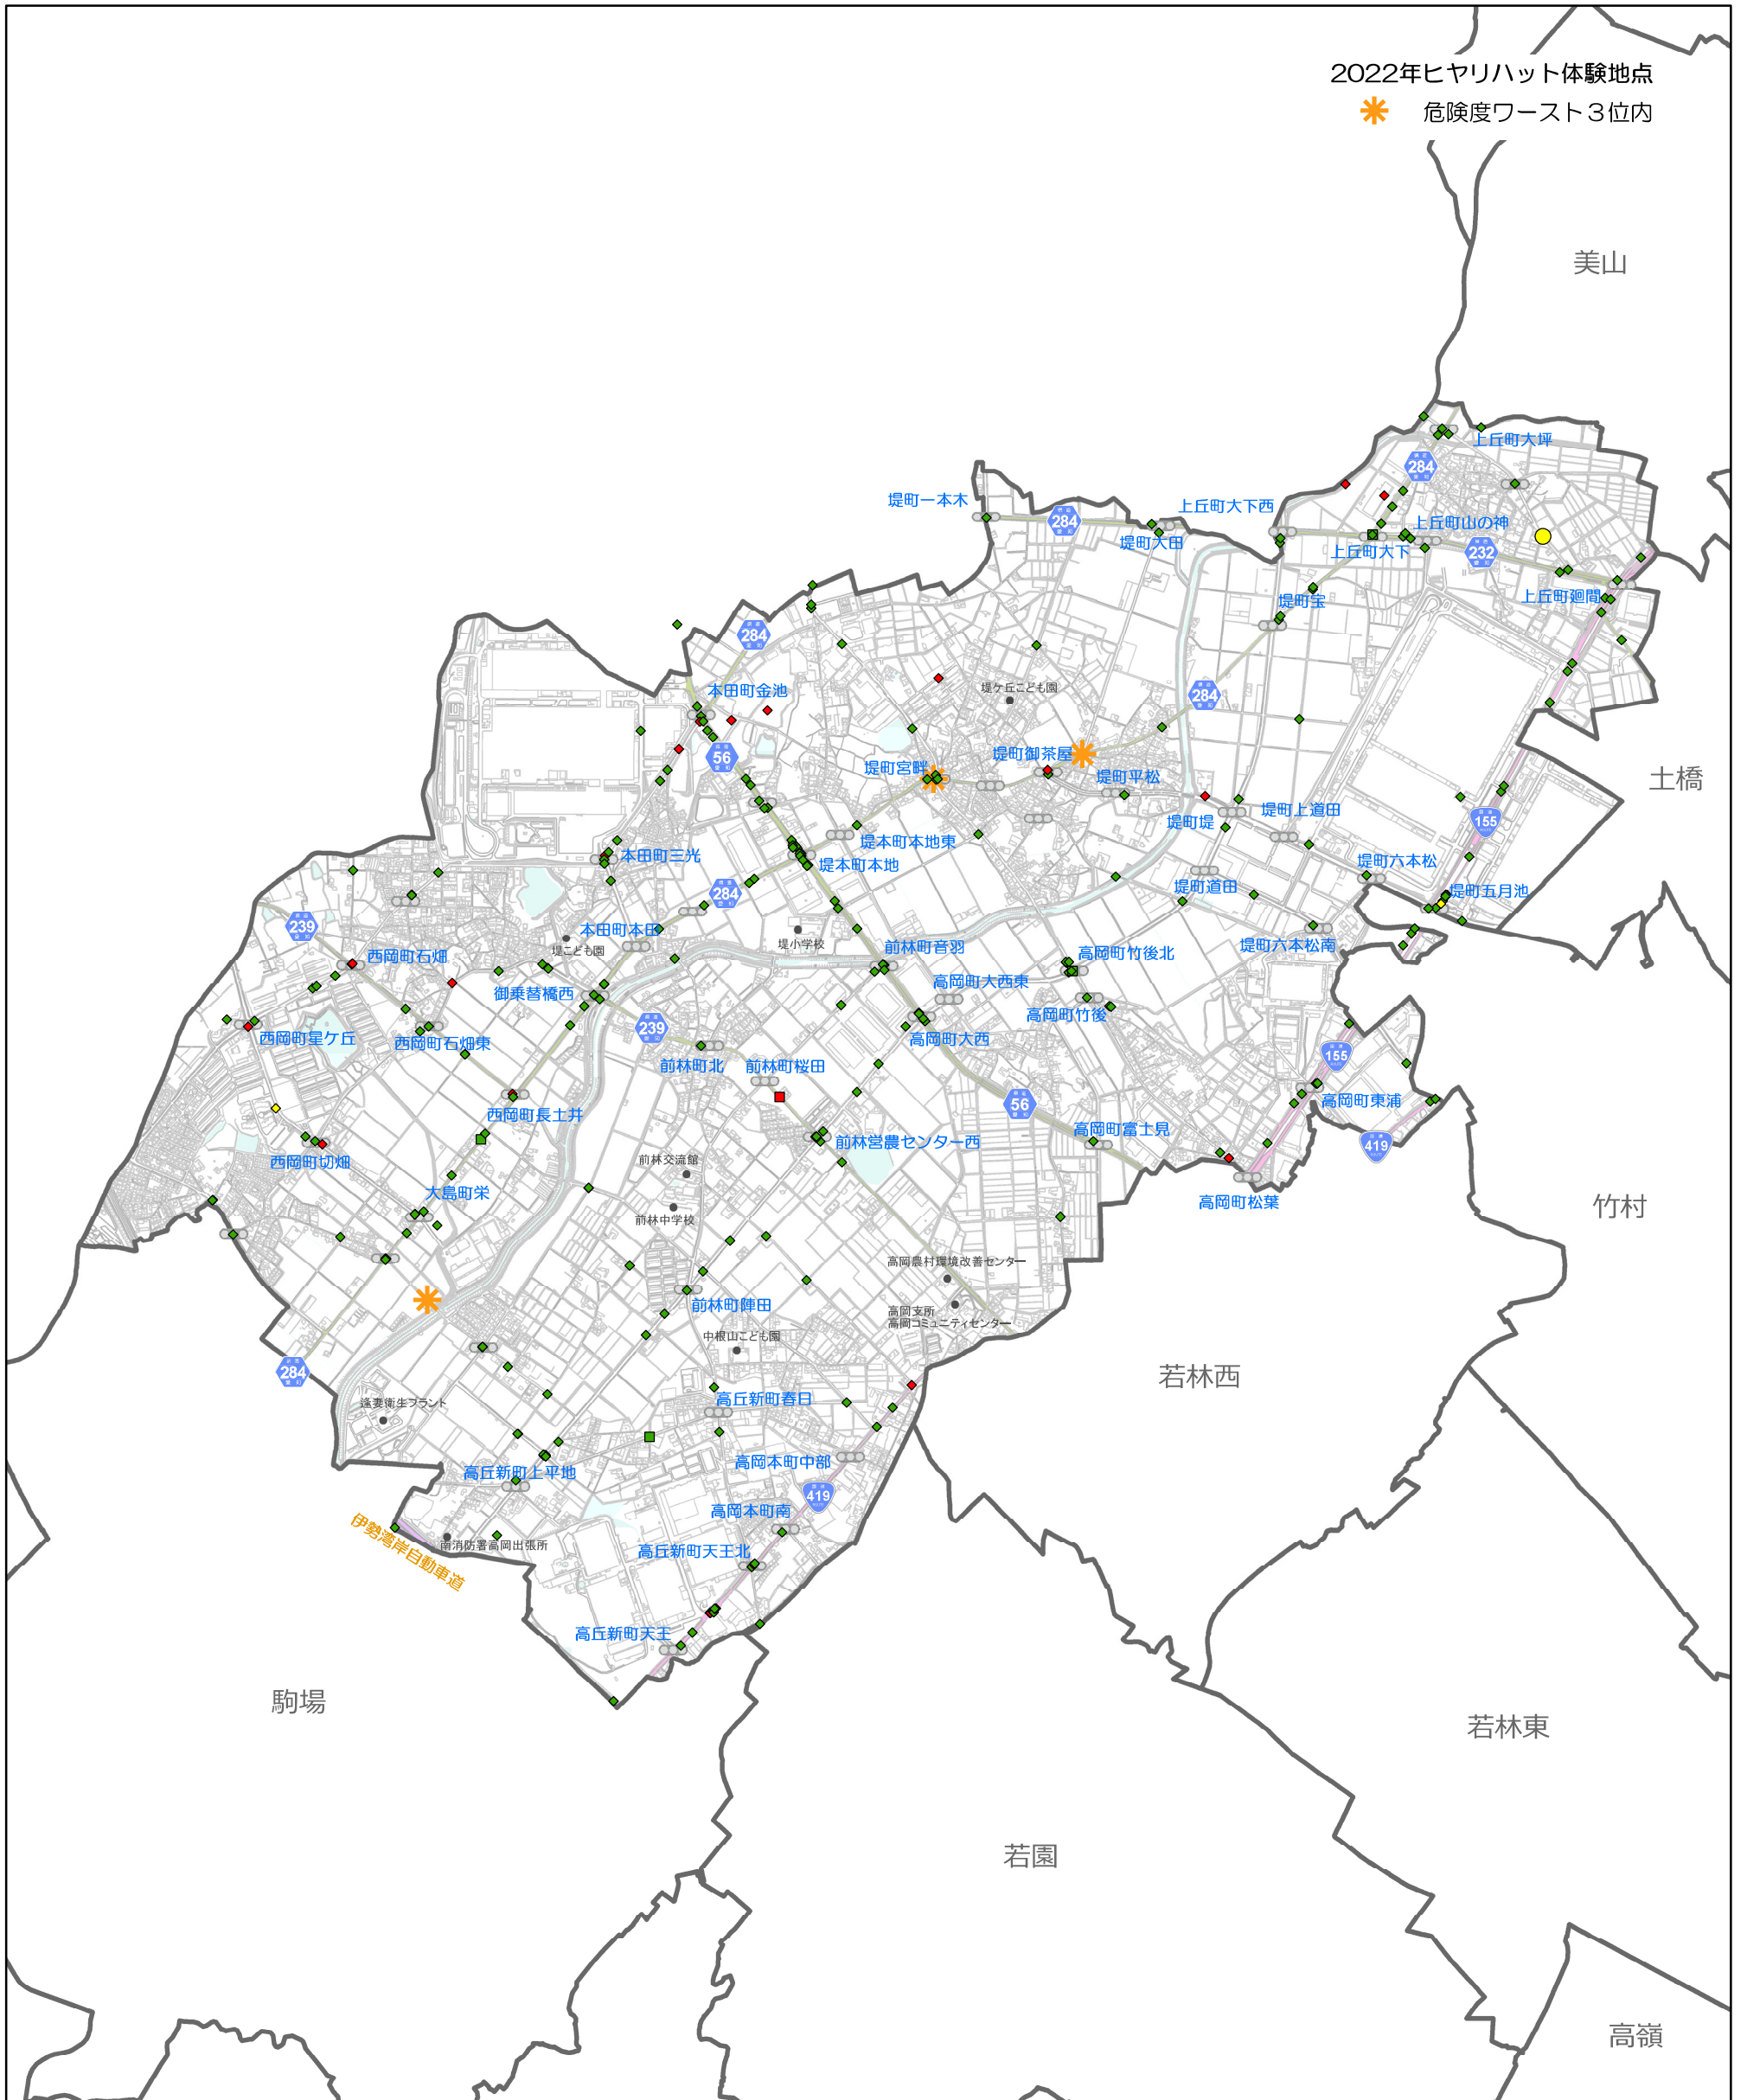 2022年ヒヤリハット体験地点
危険度ワースト3位内
美山
上丘町大坪
284
堤町一本木
上丘町大下西
284
上丘町山の神
堤町大田
上丘町大下
232
上丘町廻間
堤町宝
284
本田町金池
堤ケ丘こども園
284
56
堤町御茶屋
堤町宮畔
堤町平松
土橋
堤町上道田
堤町堤
155
堤本町本地東
本田町三光
堤本町本地
堤町六本松
284
堤町道田
堤町五月池
239
本田町本田
堤小学校
堤町六本松南
西岡町石畑
堤こども園
前林町音羽
高岡町竹後北
御乗替橋西
高岡町大西東
高岡町竹後
239
西岡町星ケ丘
西岡町石畑東
高岡町大西
155
前林町北
前林町桜田
西岡町長土井
56
高岡町東浦
高岡町富士見
前林営農センター西
419
西岡町切畑
前林交流館
大島町栄
高岡町松葉
竹村
前林中学校
高岡農村環境改善センター
前林町陣田
高岡支所
高岡コミュニティセンター
中根山こども園
284
若林西
逢妻衛生プラント
高丘新町春日
高岡本町中部
高丘新町上平地
419
高岡本町南
伊勢湾岸自動車道
南消防署高岡出張所
高丘新町天王北
高丘新町天王
駒場
若林東
若園
高嶺